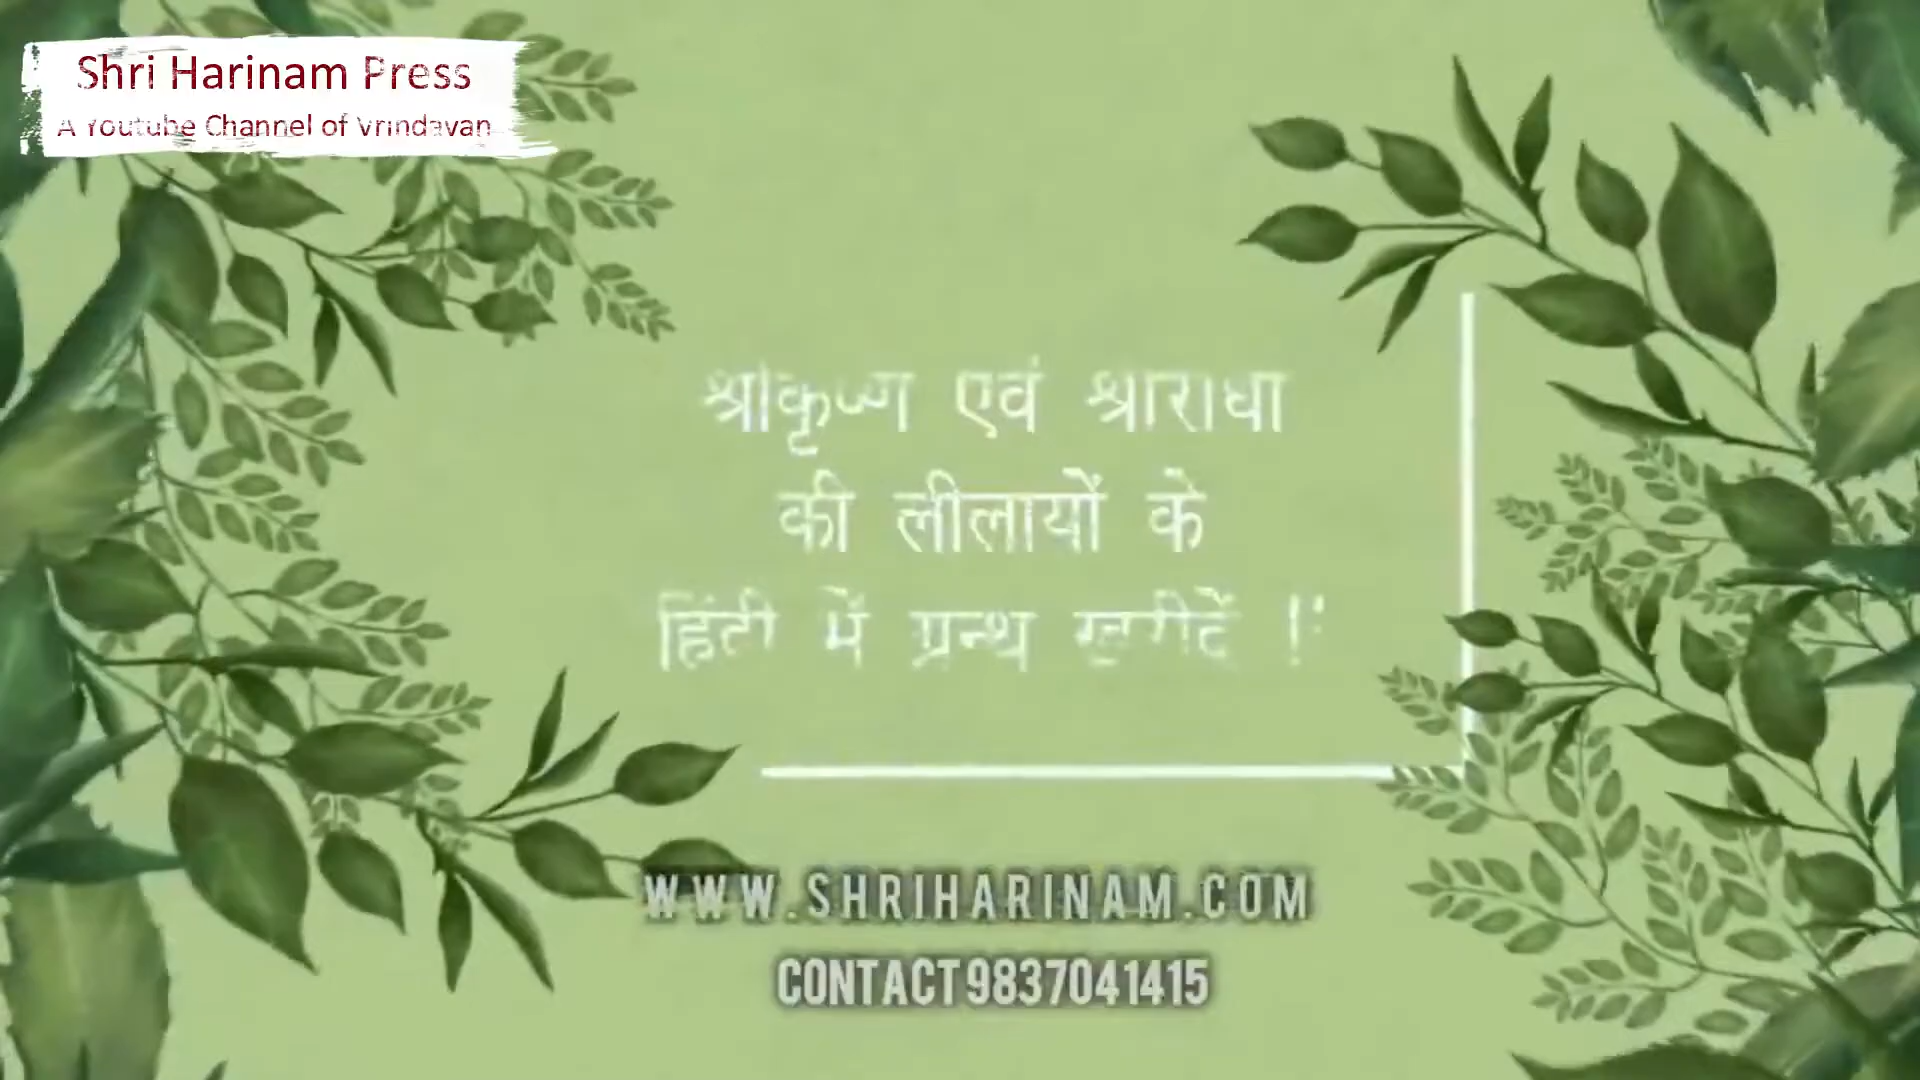 Shri Harinam Press
A Youtube Channel of Vrindavan
श्रीकृष्ण एवं श्रीराधा
की लीलायों के
हिंदी में ग्रन्थ खरीदें !
WWW.SHRIHARINAM.COM
CONTACT 9837041415